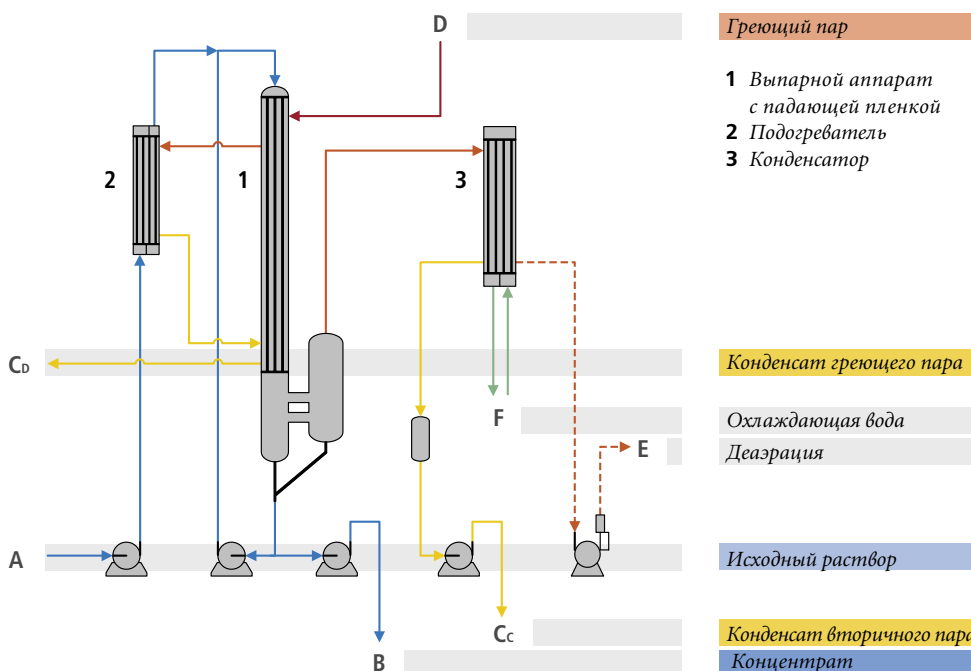 D
Греющий пар
1 Выпарной аппарат
с падающей пленкой
2 Подогреватель
3 Конденсатор
2
1
3
CD
Конденсат греющего пара
F
Охлаждающая вода
E
Деаэрация
A
Исходный раствор
Cc
Конденсат вторичного пара
B
Концентрат